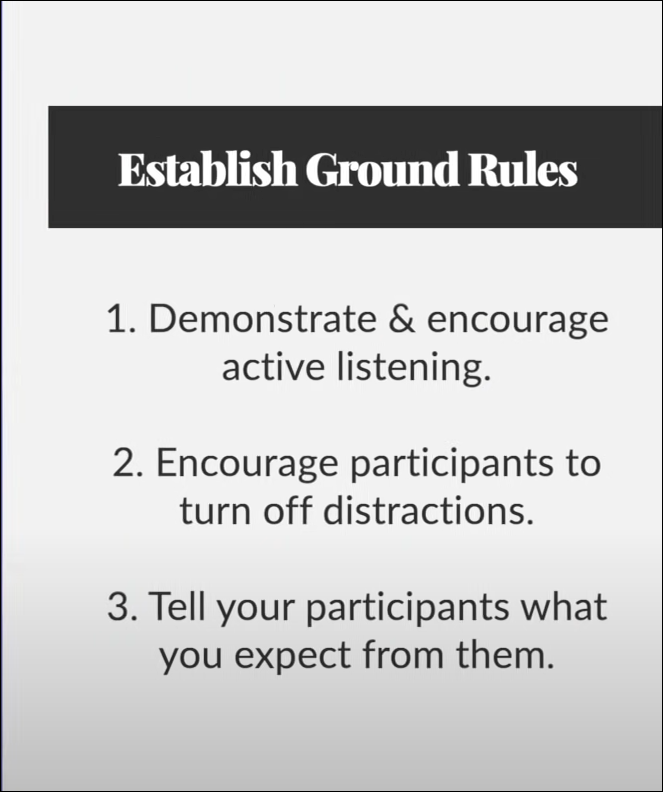 Establish Ground Rules
1. Demonstrate & encourage
active listening.
2. Encourage participants to
turn off distractions.
3. Tell your participants what
you expect from them.